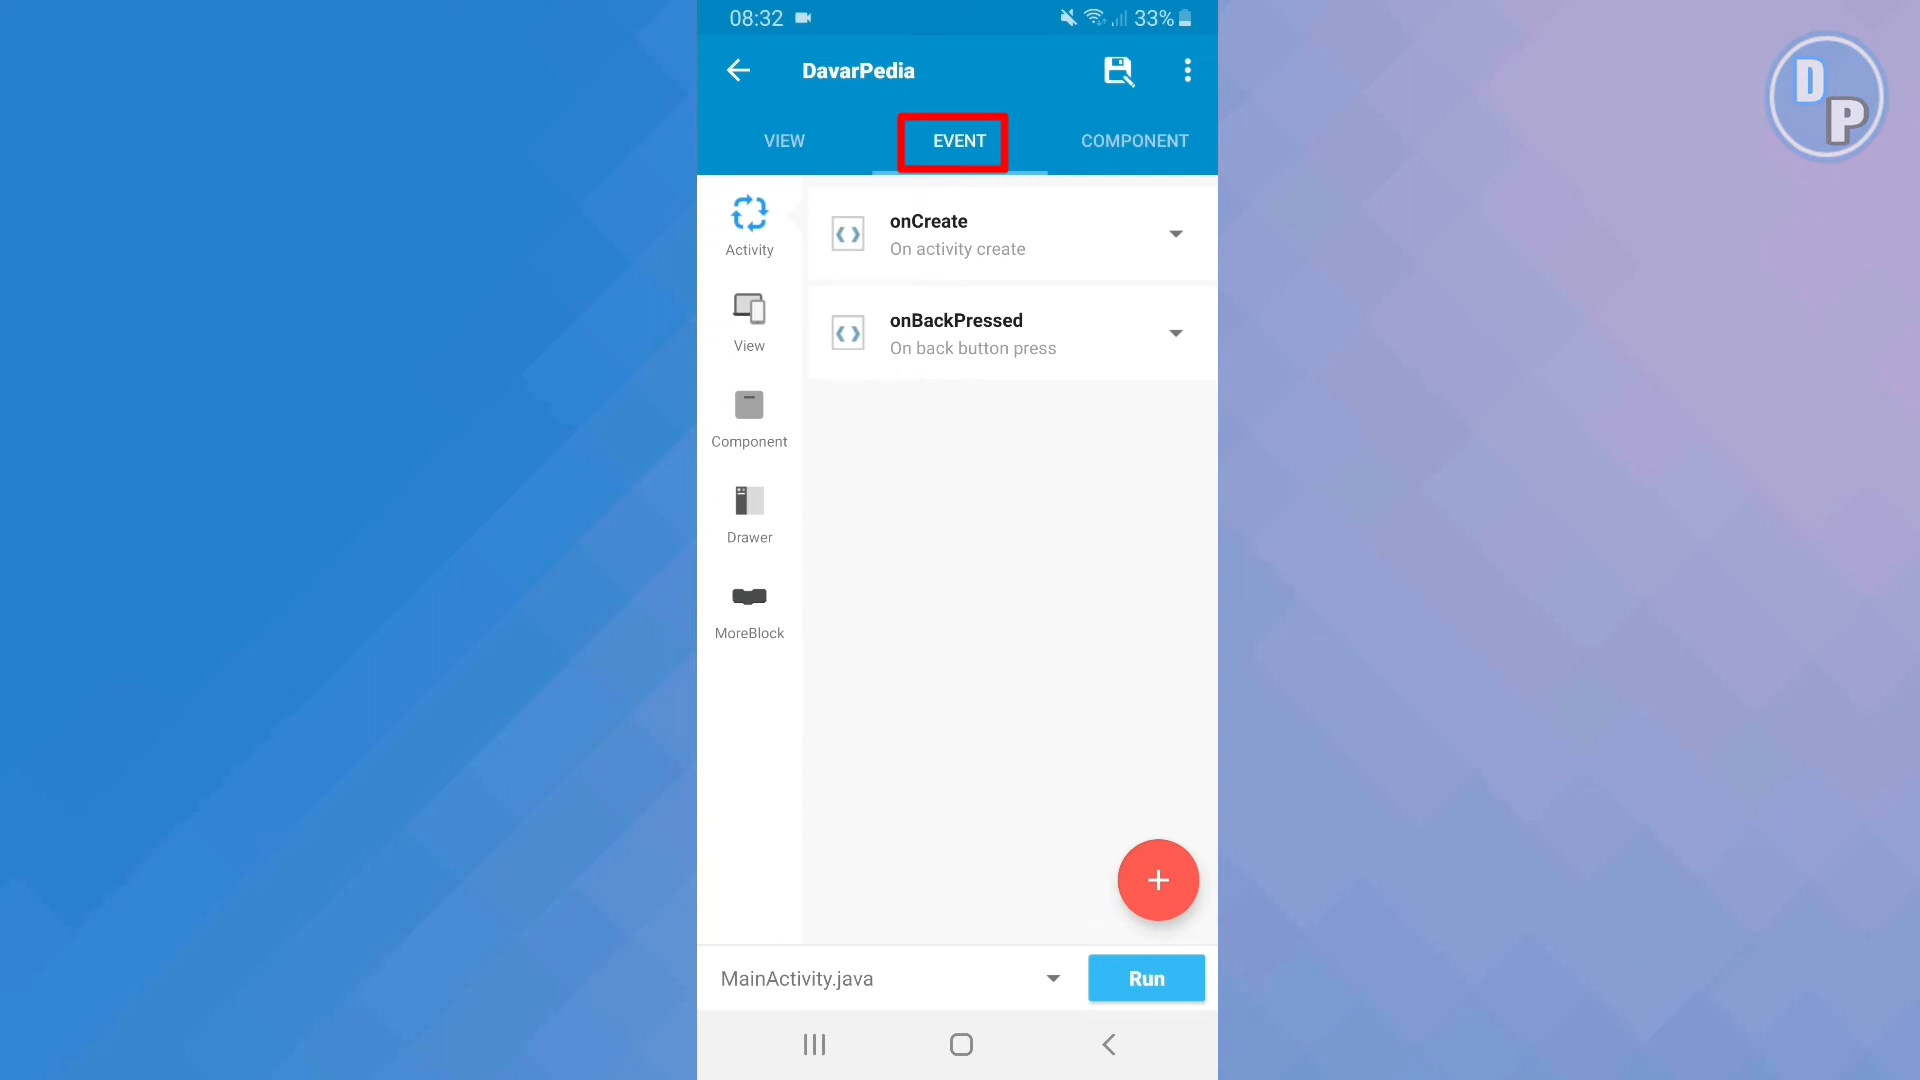 08:32
33%
DavarPedia
VIEW
EVENT
COMPONENT
Activity
onCreate
On activity create
View
onBackPressed
On back button press
Component
Drawer
MoreBlock
+
MainActivity.java
Run
D
P